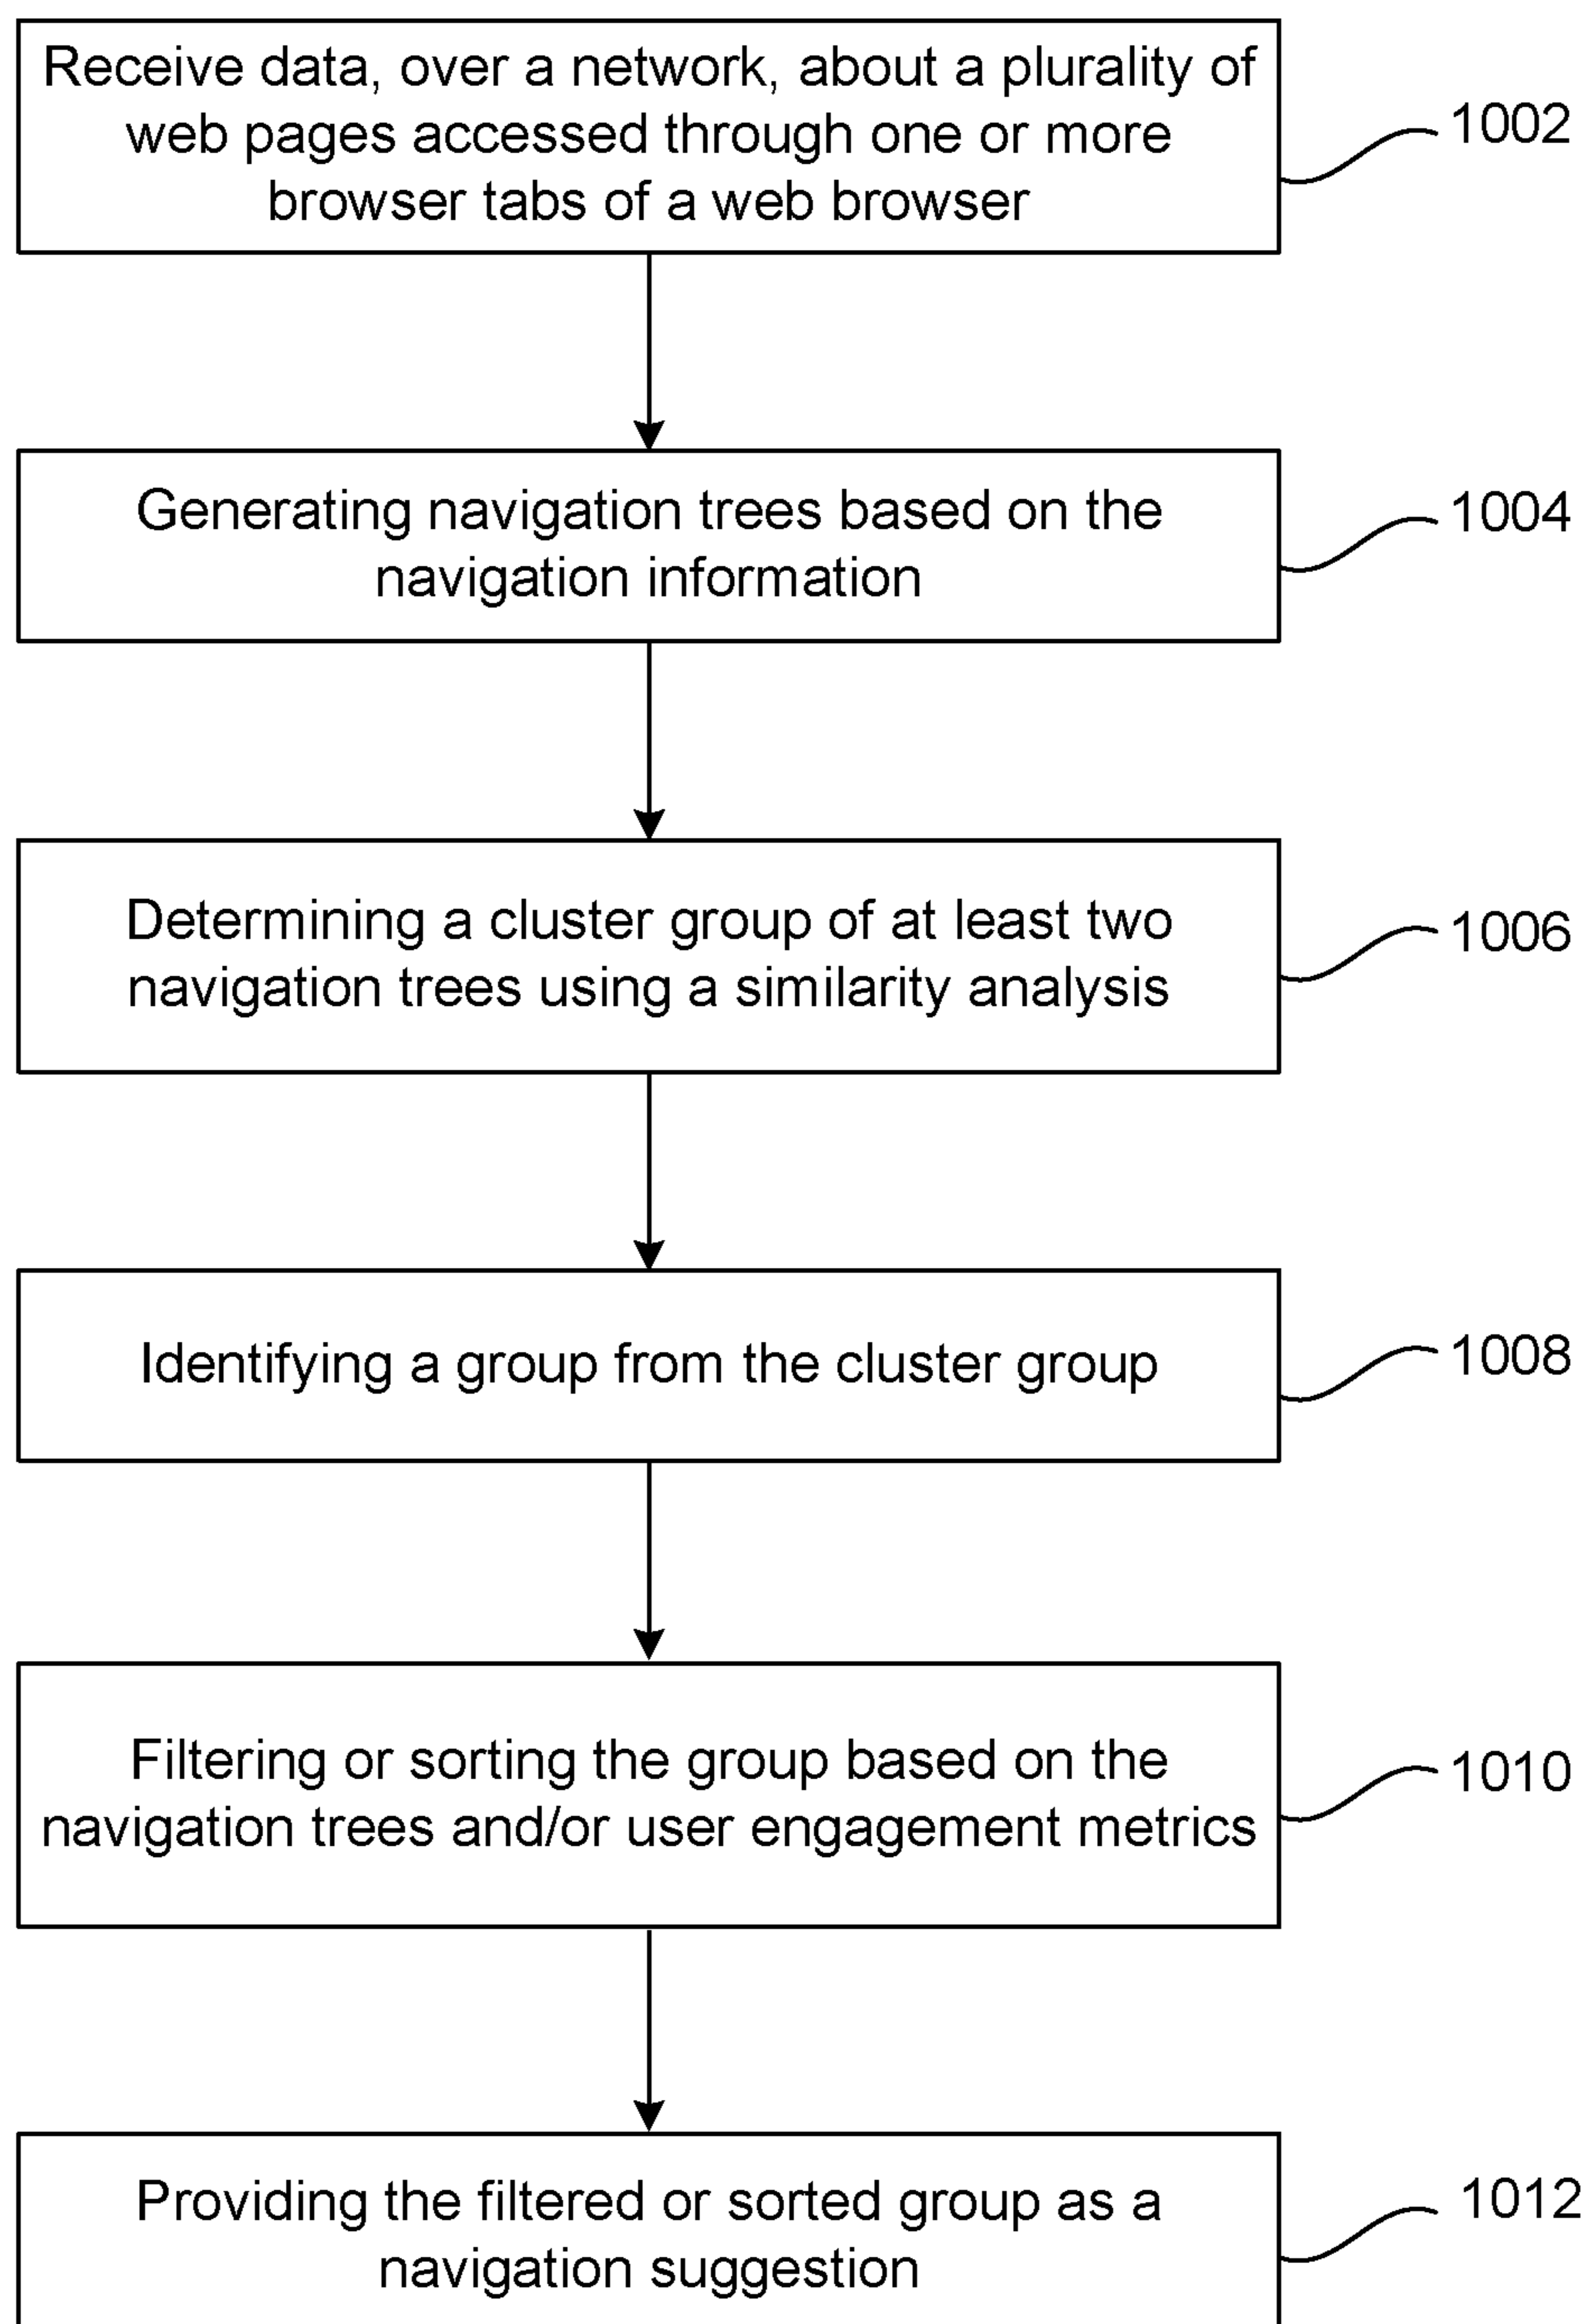 Receive data, over a network, about a plurality of
web pages accessed through one or more
browser tabs of a web browser
1002
Generating navigation trees based on the
navigation information
1004
Determining a cluster group of at least two
navigation trees using a similarity analysis
1006
Identifying a group from the cluster group
1008
Filtering or sorting the group based on the
navigation trees and/or user engagement metrics
1010
Providing the filtered or sorted group as a
navigation suggestion
1012